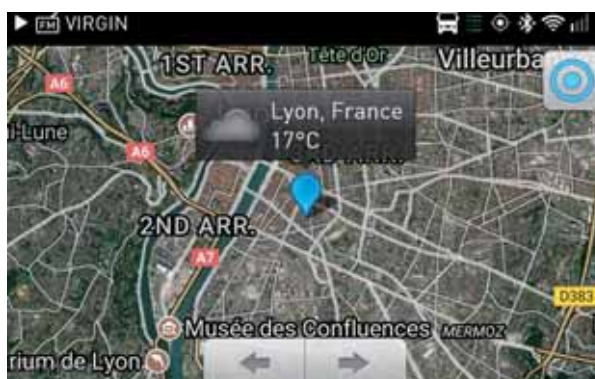 FM VIRGIN
1ST ARR.
Tête d'Or
Villeurba
A6
i-Lune
Lyon, France
17°C
A6
2ND ARR.
A7
D383
Musée des Confluences
MERMOZ
rium de Lyon